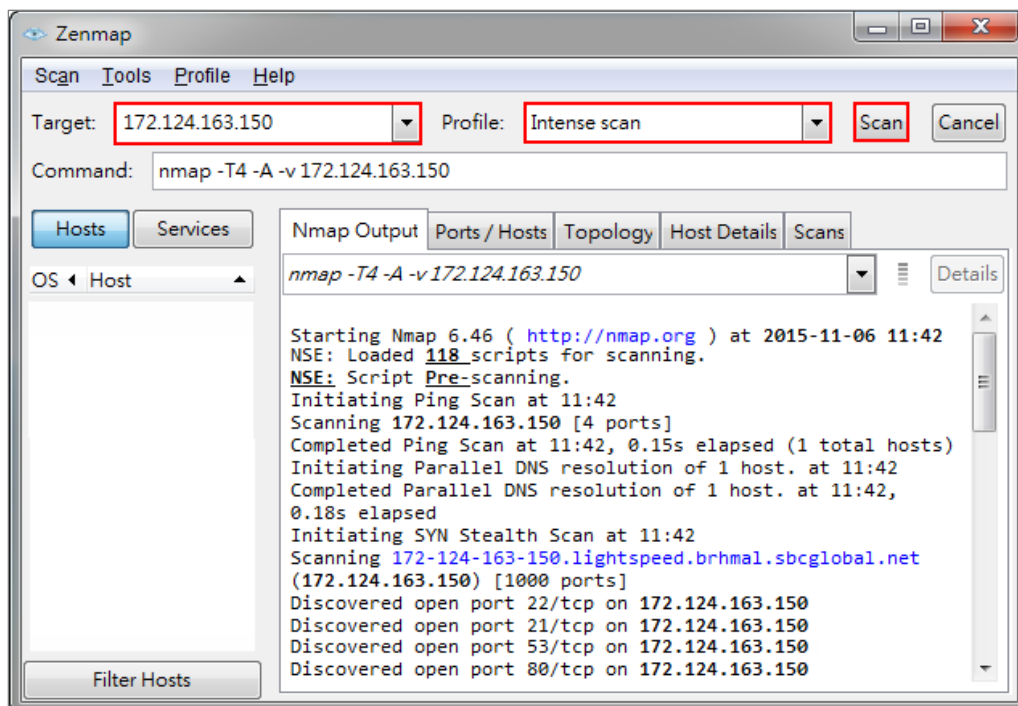 Zenmap
Scan Tools Profile Help
Target: 172.124.163.150 Profile: Intense scan Scan Cancel
Command: nmap -T4 -A -v 172.124.163.150
Hosts Services
Nmap Output Ports / Hosts Topology Host Details Scans
OS Host
nmap -T4 -A -v 172.124.163.150 Details
Starting Nmap 6.46 ( http://nmap.org ) at 2015-11-06 11:42
NSE: Loaded 118 scripts for scanning.
NSE: Script Pre-scanning.
Initiating Ping Scan at 11:42
Scanning 172.124.163.150 [4 ports]
Completed Ping Scan at 11:42, 0.15s elapsed (1 total hosts)
Initiating Parallel DNS resolution of 1 host. at 11:42
Completed Parallel DNS resolution of 1 host. at 11:42,
0.18s elapsed
Initiating SYN Stealth Scan at 11:42
Scanning 172-124-163-150.lightspeed.brhmal.sbcglobal.net
(172.124.163.150) [1000 ports]
Discovered open port 22/tcp on 172.124.163.150
Discovered open port 21/tcp on 172.124.163.150
Discovered open port 53/tcp on 172.124.163.150
Discovered open port 80/tcp on 172.124.163.150
Filter Hosts